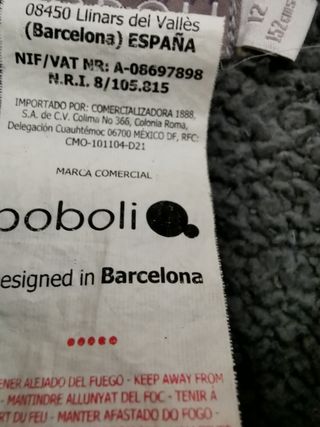 08450 Llinars del Vallès
(Barcelona) ESPAÑA
NIF/VAT NR: A-08697898
N.R.I. 8/105.815
IMPORTADO POR: COMERCIALIZADORA 1888,
S.A. de C.V. Colima No 366, Colonia Roma,
Delegación Cuauhtémoc 06700 MÉXICO DF, RFC:
CMO-101104-D21
MARCA COMERCIAL
boboli
esigned in Barcelona
ENER ALEJADO DEL FUEGO - KEEP AWAY FROM
- MANTINDRE ALLUNYAT DEL FOC - TENIR À
RT DU FEU - MANTER AFASTADO DO FOGO -
12
152cms